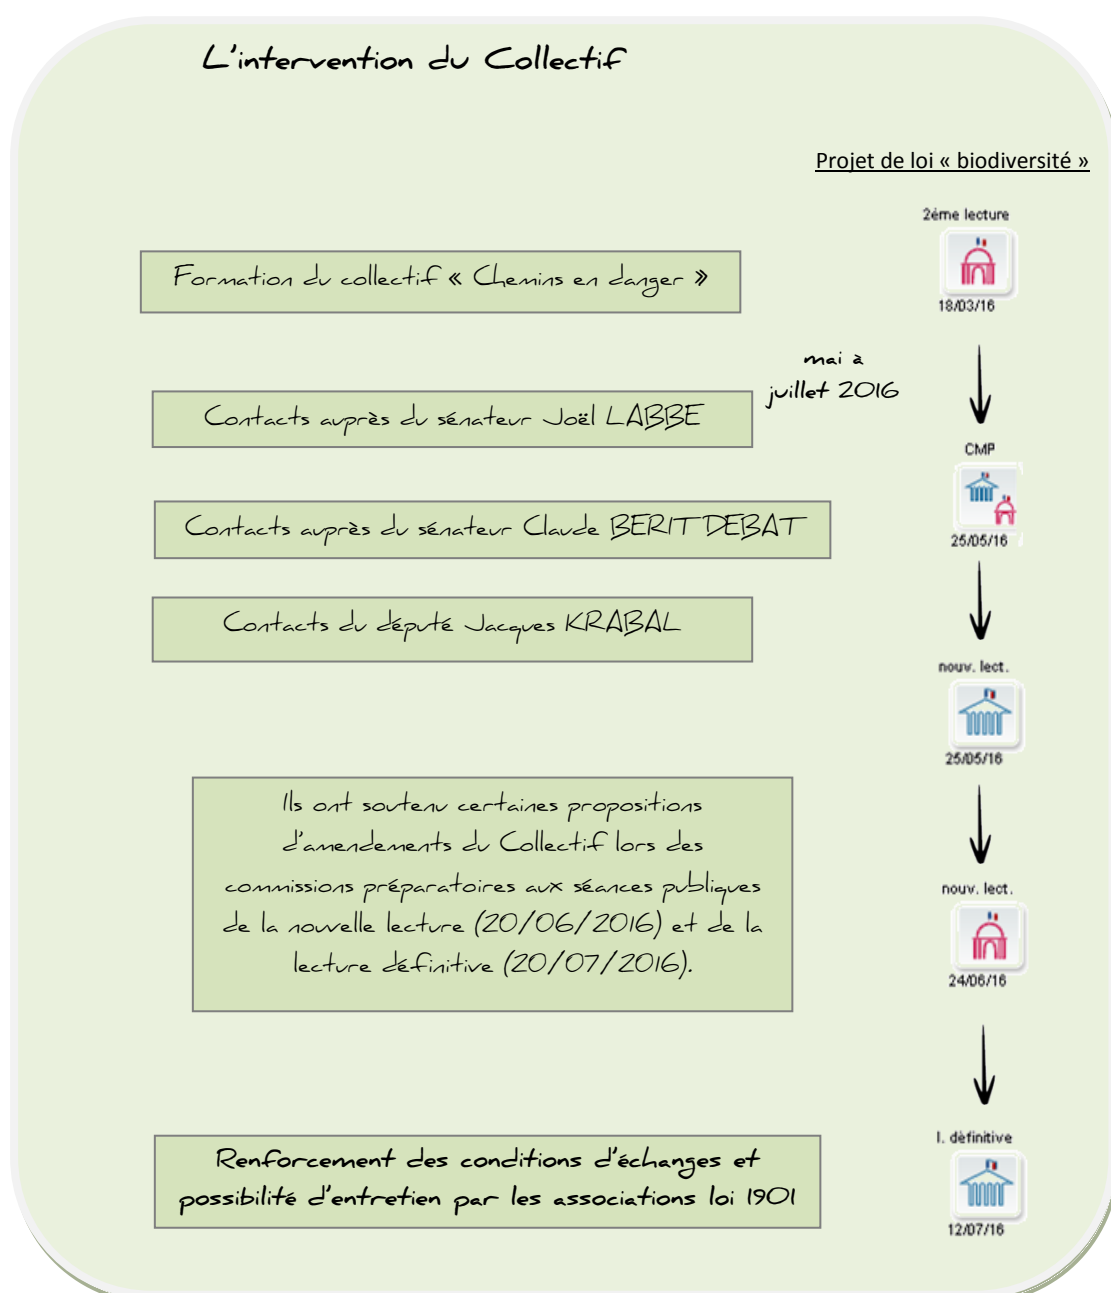 L'intervention du Collectif
Projet de loi « biodiversité »
2ème lecture
18/03/16
Formation du collectif « Chemins en danger »
mai à
juillet 2016
Contacts auprès du sénateur Joël LABBE
CMP
25/05/16
Contacts auprès du sénateur Claude BERIT DEBAT
Contacts du député Jacques KRABAL
nouv. lect.
25/05/16
Ils ont soutenu certaines propositions
d'amendements du Collectif lors des
commissions préparatoires aux séances publiques
de la nouvelle lecture (20/06/2016) et de la
lecture définitive (20/07/2016).
nouv. lect.
24/06/16
Renforcement des conditions d'échanges et
possibilité d'entretien par les associations loi 1901
l. définitive
12/07/16